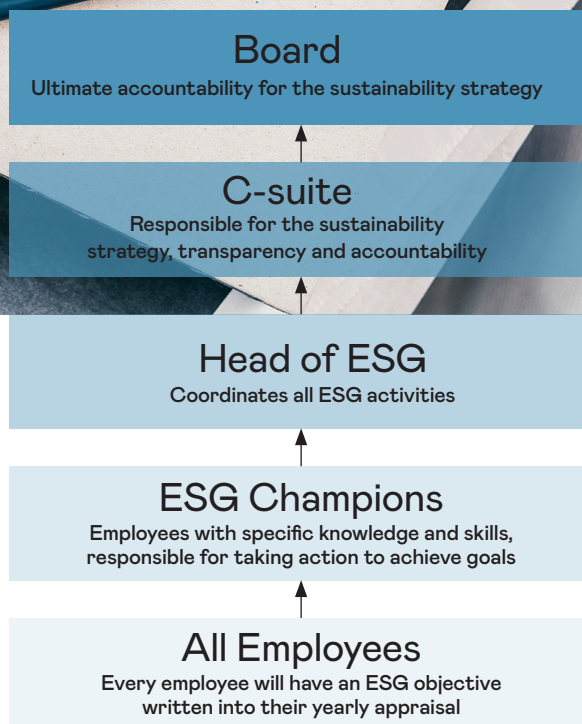 Board
Ultimate accountability for the sustainability strategy
C-suite
Responsible for the sustainability
strategy, transparency and accountability
Head of ESG
Coordinates all ESG activities
ESG Champions
Employees with specific knowledge and skills,
responsible for taking action to achieve goals
All Employees
Every employee will have an ESG objective
written into their yearly appraisal